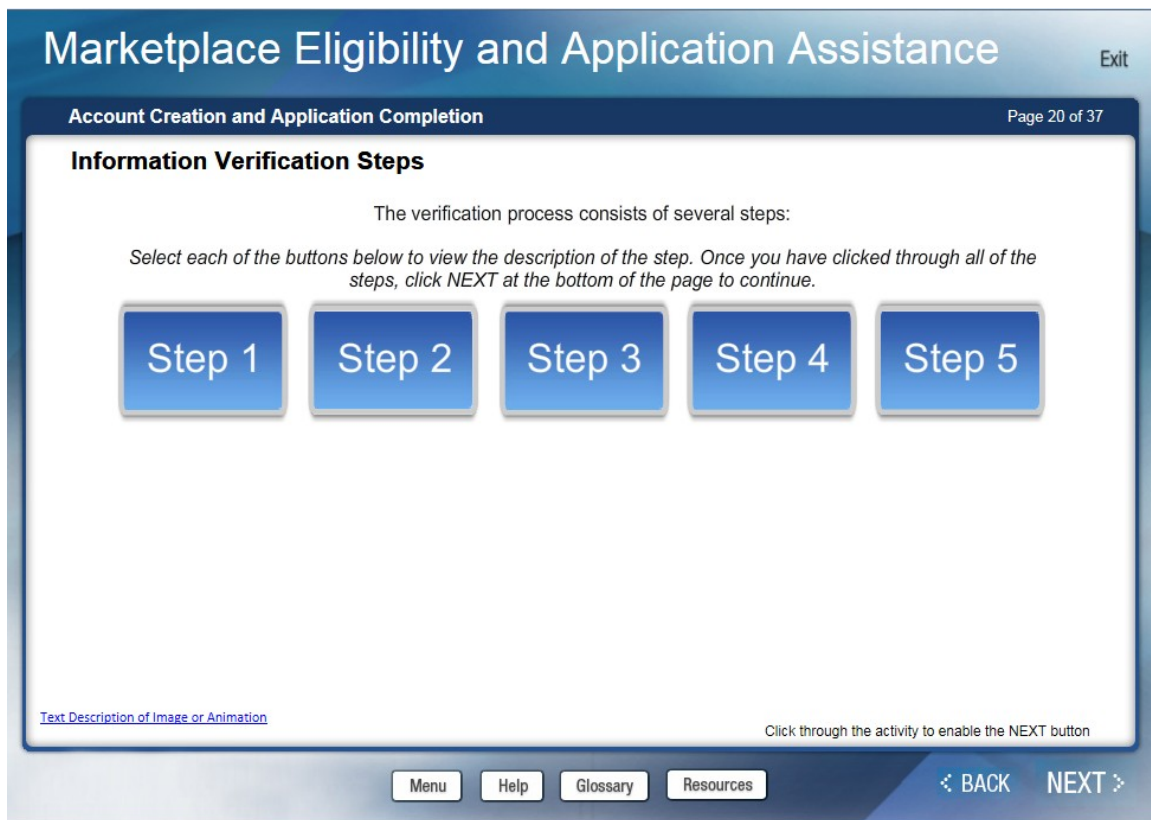 Marketplace Eligibility and Application Assistance
Exit
Account Creation and Application Completion
Page 20 of 37
Information Verification Steps
The verification process consists of several steps:
Select each of the buttons below to view the description of the step. Once you have clicked through all of the
steps, click NEXT at the bottom of the page to continue.
Step 1
Step 2
Step 3
Step 4
Step 5
Text Description of Image or Animation
Click through the activity to enable the NEXT button
Menu
Help
Glossary
Resources
< BACK
NEXT >